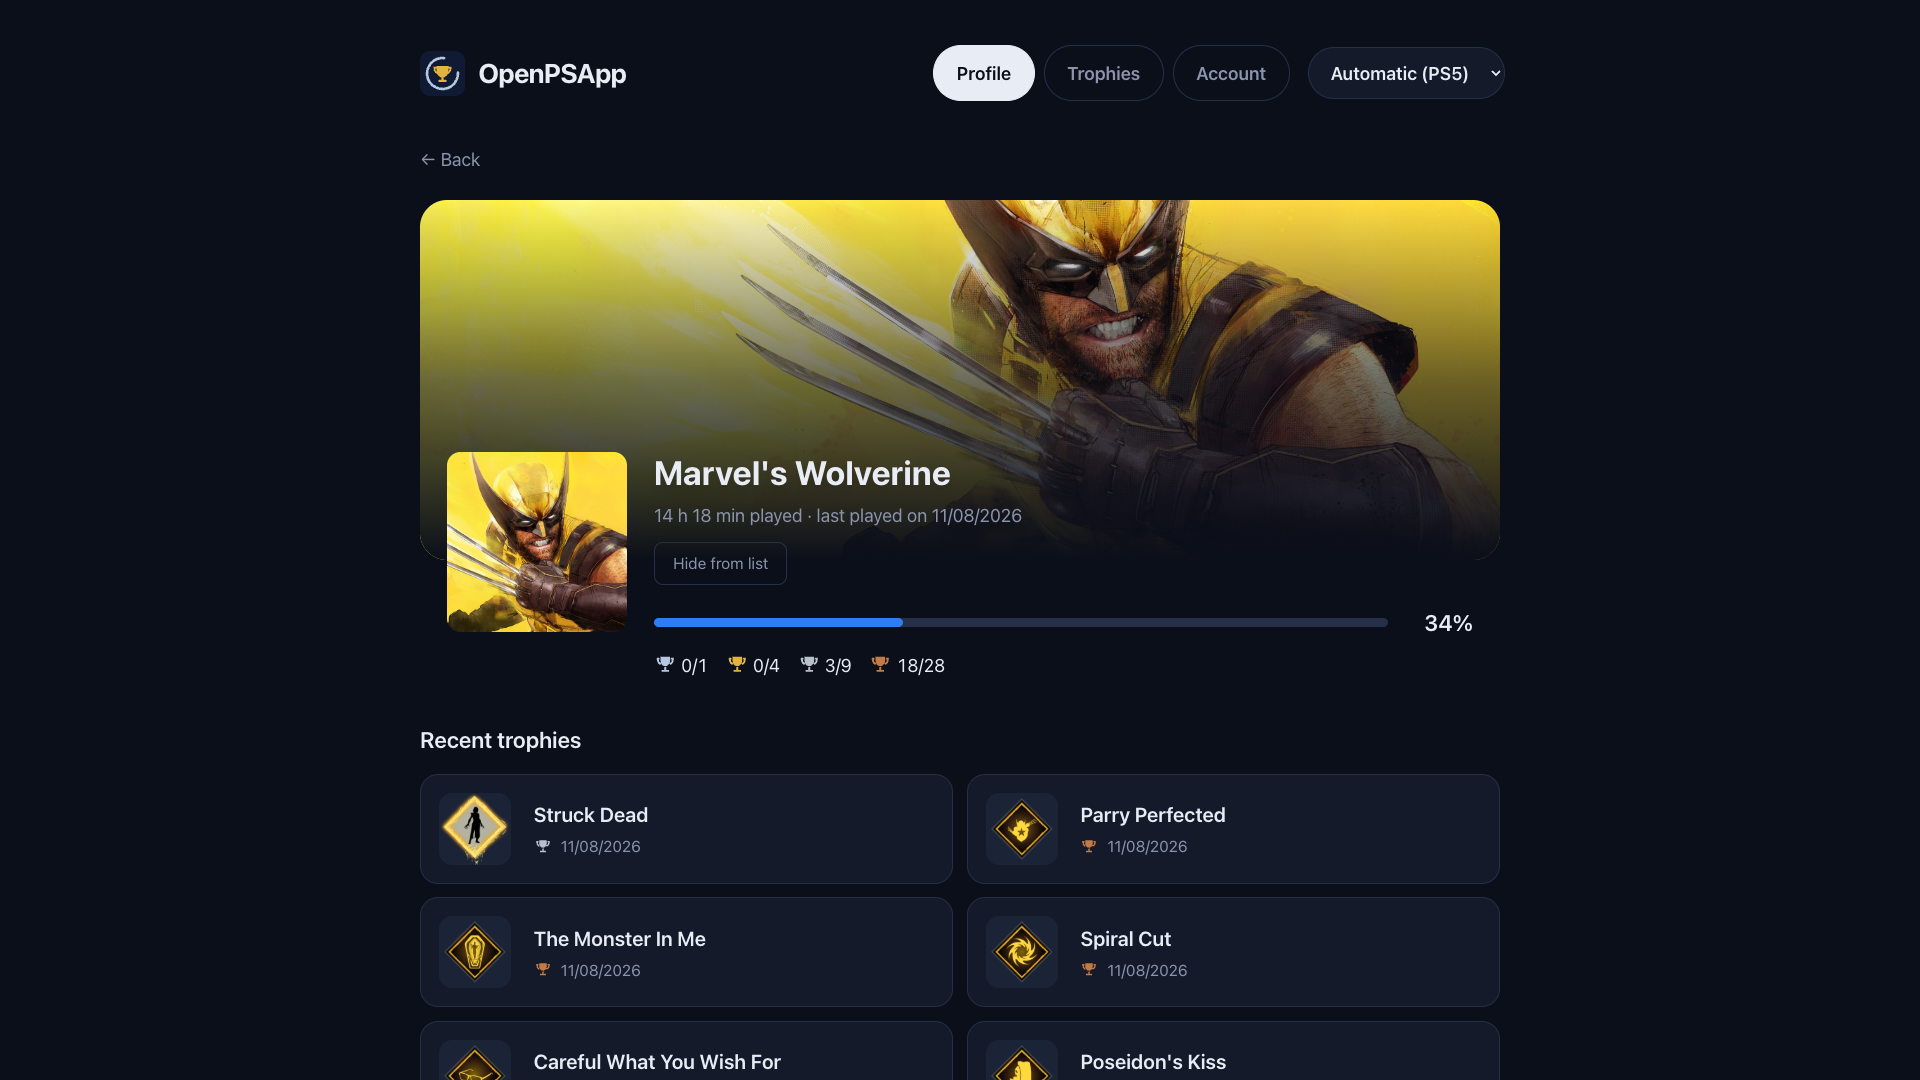 OpenPSApp
Profile
Trophies
Account
Automatic (PS5)
← Back
Marvel's Wolverine
14 h 18 min played · last played on 11/08/2026
Hide from list
34%
0/1 0/4 3/9 18/28
Recent trophies
Struck Dead
11/08/2026
Parry Perfected
11/08/2026
The Monster In Me
11/08/2026
Spiral Cut
11/08/2026
Careful What You Wish For
Poseidon's Kiss